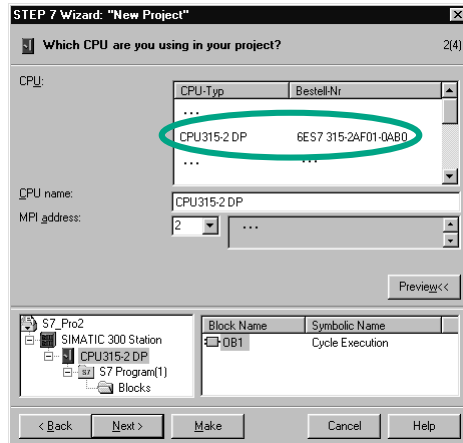 STEP 7 Wizard: "New Project"
Which CPU are you using in your project? 2(4)
CPU:
CPU-Typ Bestell-Nr
...
CPU315-2 DP 6ES7 315-2AF01-0AB0
... ...
CPU name: CPU315-2 DP
MPI address: 2 ...
Preview<<
S7_Pro2
SIMATIC 300 Station
CPU315-2 DP
S7 Program(1)
Blocks
Block Name Symbolic Name
OB1 Cycle Execution
< Back Next > Make Cancel Help